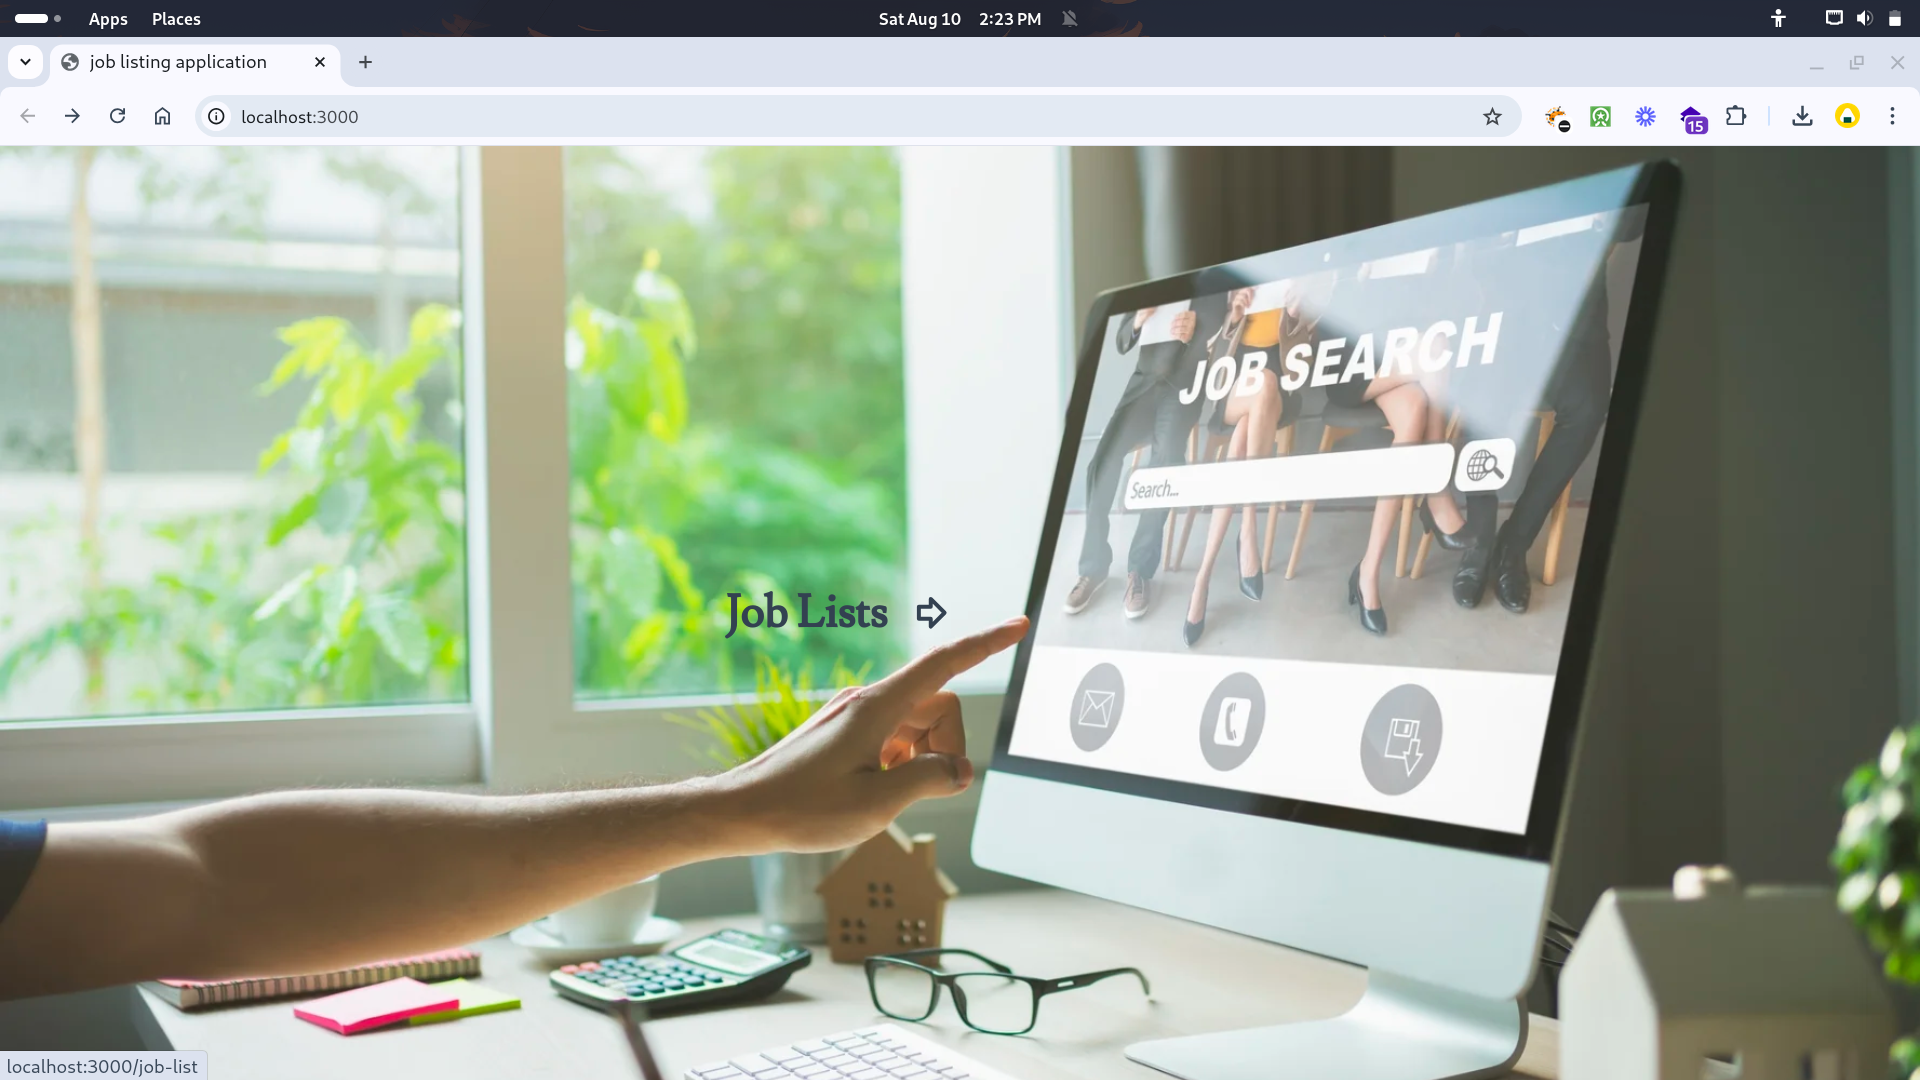 Apps Places Sat Aug 10 2:23 PM
job listing application
localhost:3000
15
JOB SEARCH
Search...
Job Lists
localhost:3000/job-list